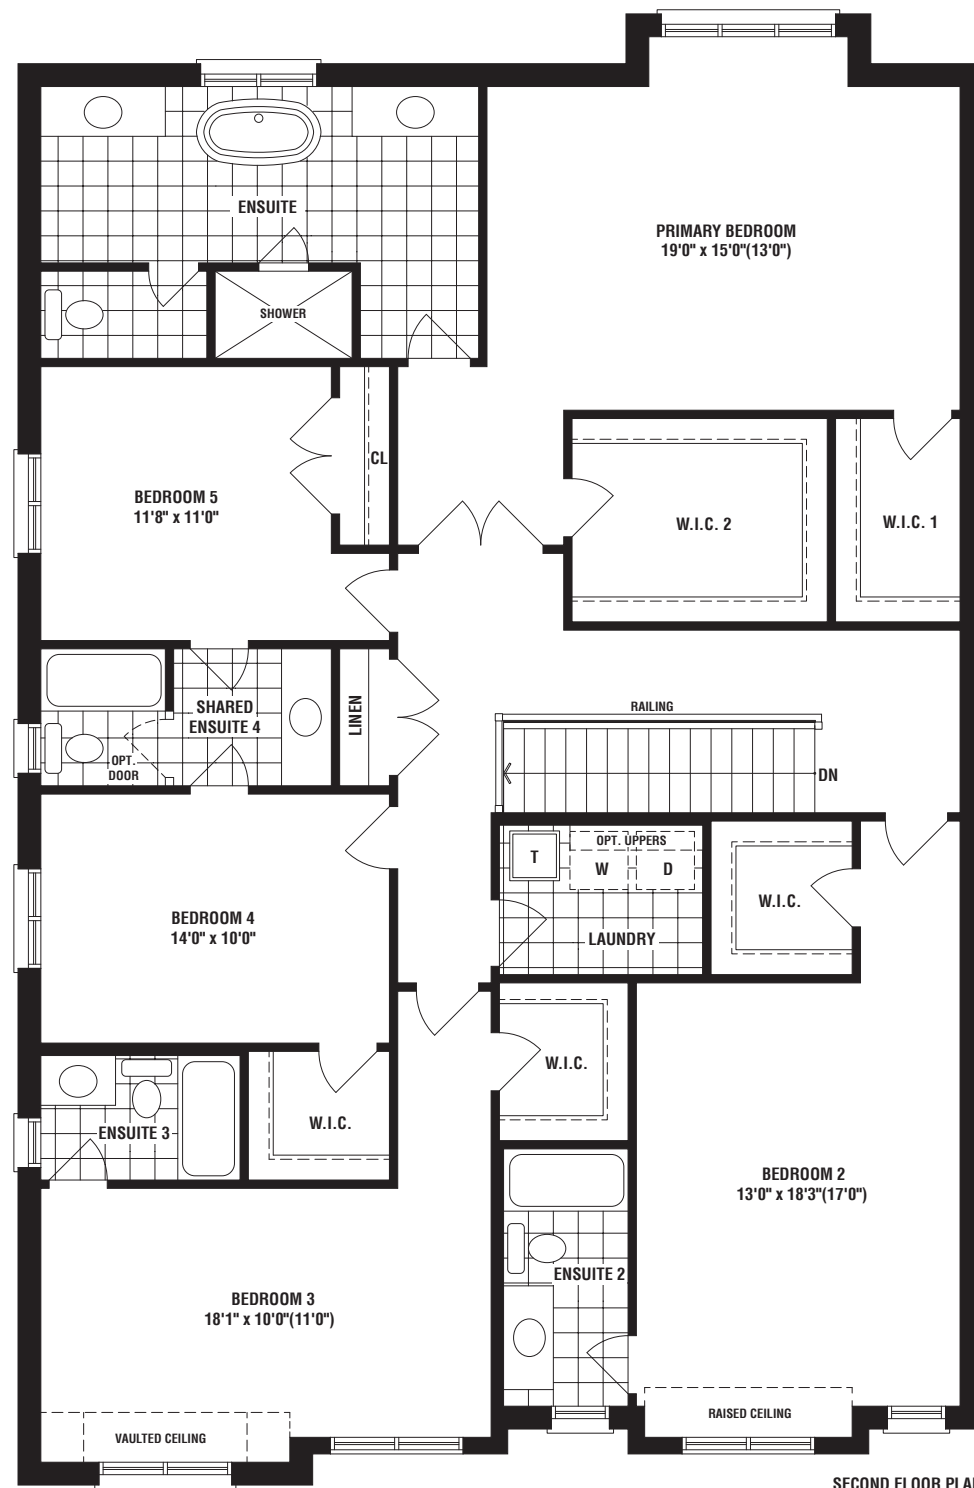 ENSUITE
PRIMARY BEDROOM
19'0" x 15'0"(13'0")
SHOWER
CL
BEDROOM 5
11'8" x 11'0"
W.I.C. 2
W.I.C. 1
SHARED
ENSUITE 4
LINEN
OPT.
DOOR
RAILING
DN
OPT. UPPERS
T
W
D
LAUNDRY
W.I.C.
BEDROOM 4
14'0" x 10'0"
W.I.C.
ENSUITE 3
W.I.C.
BEDROOM 2
13'0" x 18'3"(17'0")
ENSUITE 2
BEDROOM 3
18'1" x 10'0"(11'0")
VAULTED CEILING
RAISED CEILING
SECOND FLOOR PLAN